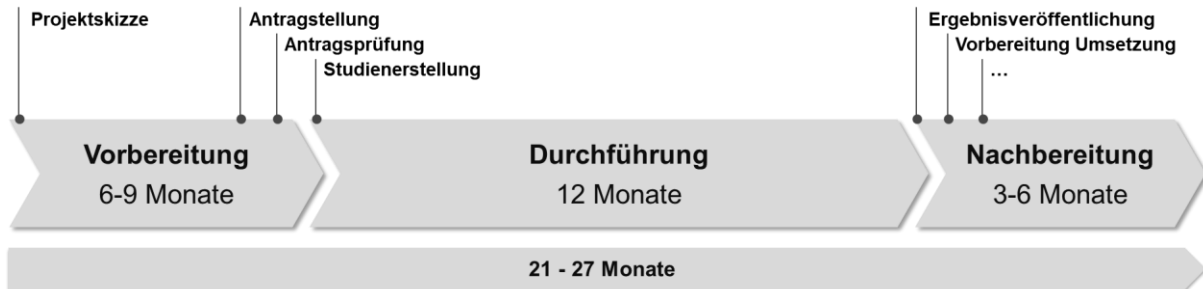 Projektskizze
Antragstellung
Antragsprüfung
Studienerstellung
Ergebnisveröffentlichung
Vorbereitung Umsetzung
...
Vorbereitung
6-9 Monate
Durchführung
12 Monate
Nachbereitung
3-6 Monate
21 - 27 Monate